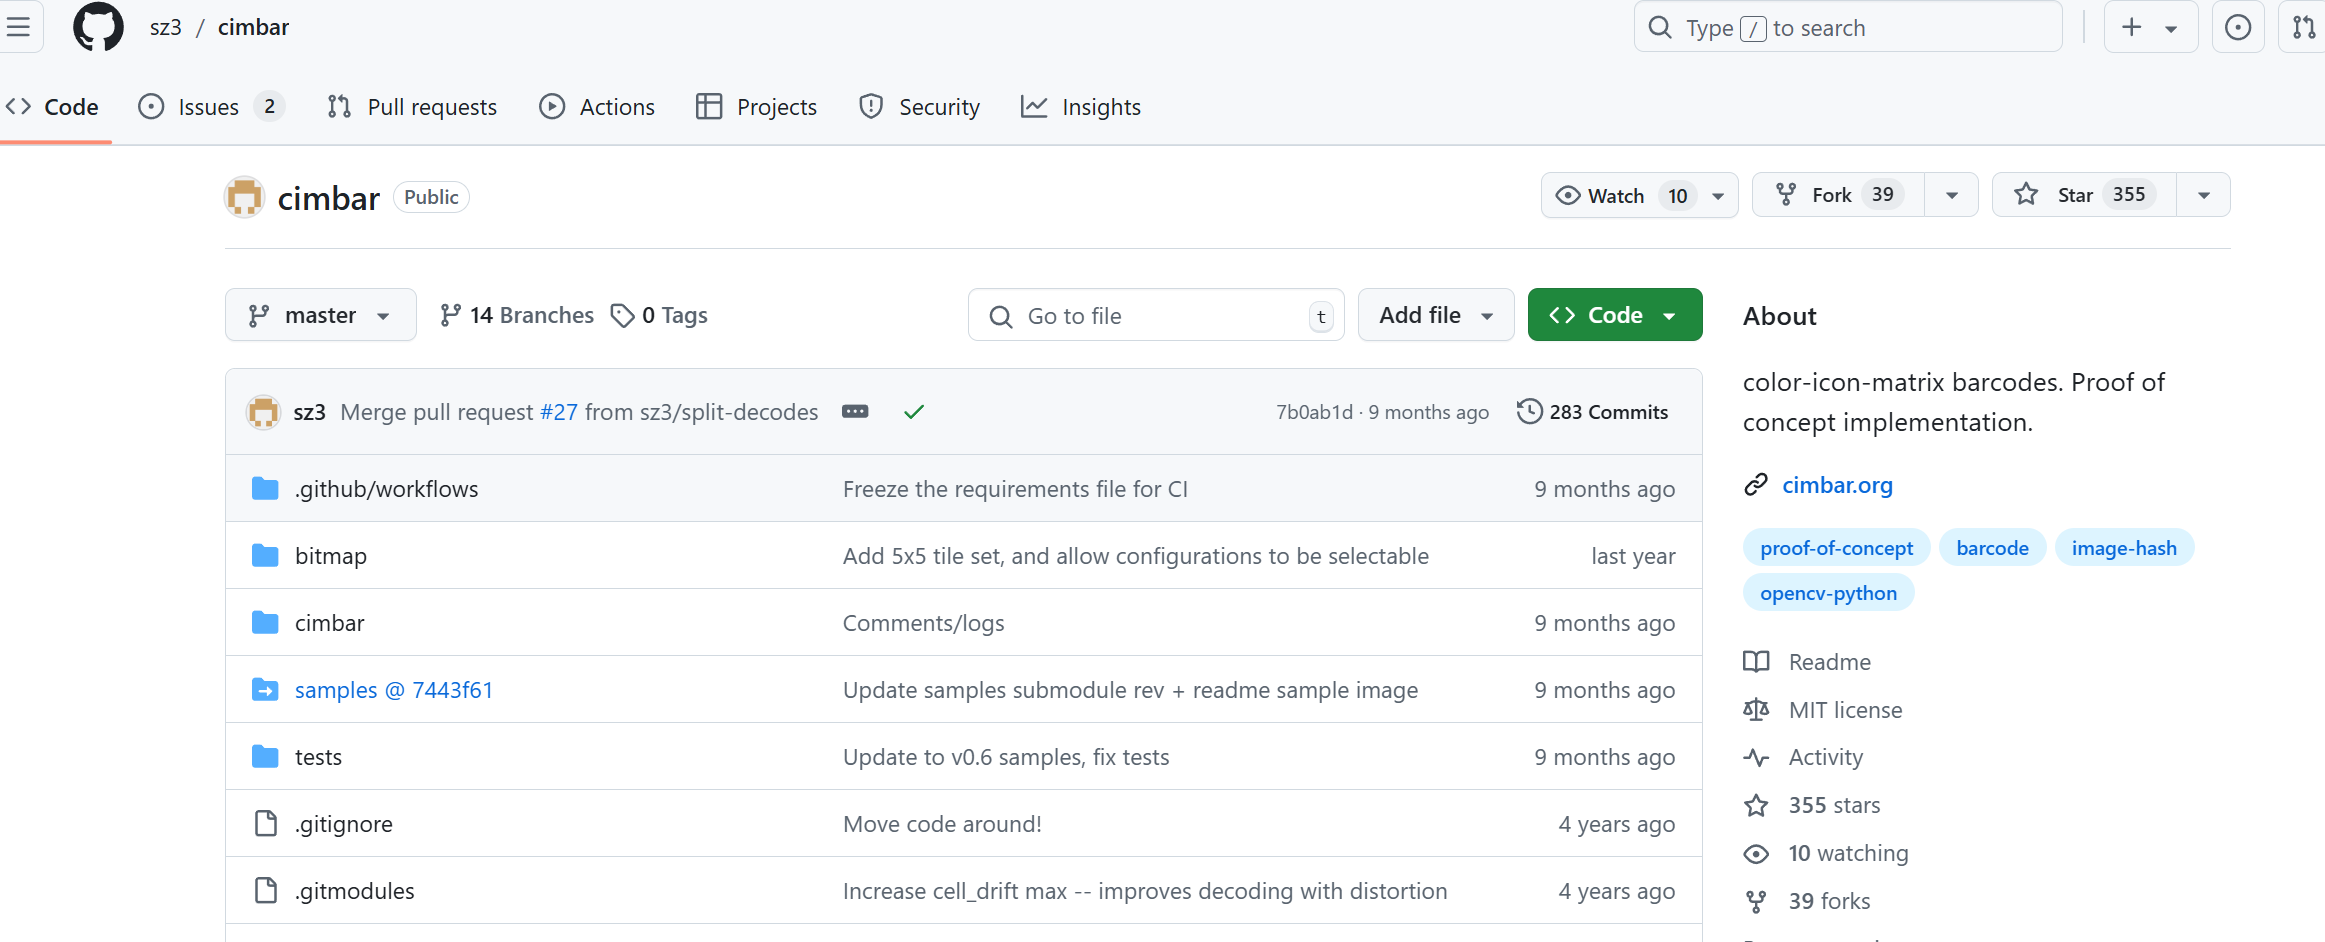 sz3 / cimbar
Type / to search
Code
Issues 2
Pull requests
Actions
Projects
Security
Insights
cimbar Public
Watch 10
Fork 39
Star 355
master
14 Branches
0 Tags
Go to file t
Add file
Code
sz3 Merge pull request #27 from sz3/split-decodes
7b0ab1d · 9 months ago
283 Commits
.github/workflows Freeze the requirements file for CI 9 months ago
bitmap Add 5x5 tile set, and allow configurations to be selectable last year
cimbar Comments/logs 9 months ago
samples @ 7443f61 Update samples submodule rev + readme sample image 9 months ago
tests Update to v0.6 samples, fix tests 9 months ago
.gitignore Move code around! 4 years ago
.gitmodules Increase cell_drift max -- improves decoding with distortion 4 years ago
About
color-icon-matrix barcodes. Proof of
concept implementation.
cimbar.org
proof-of-concept barcode image-hash
opencv-python
Readme
MIT license
Activity
355 stars
10 watching
39 forks